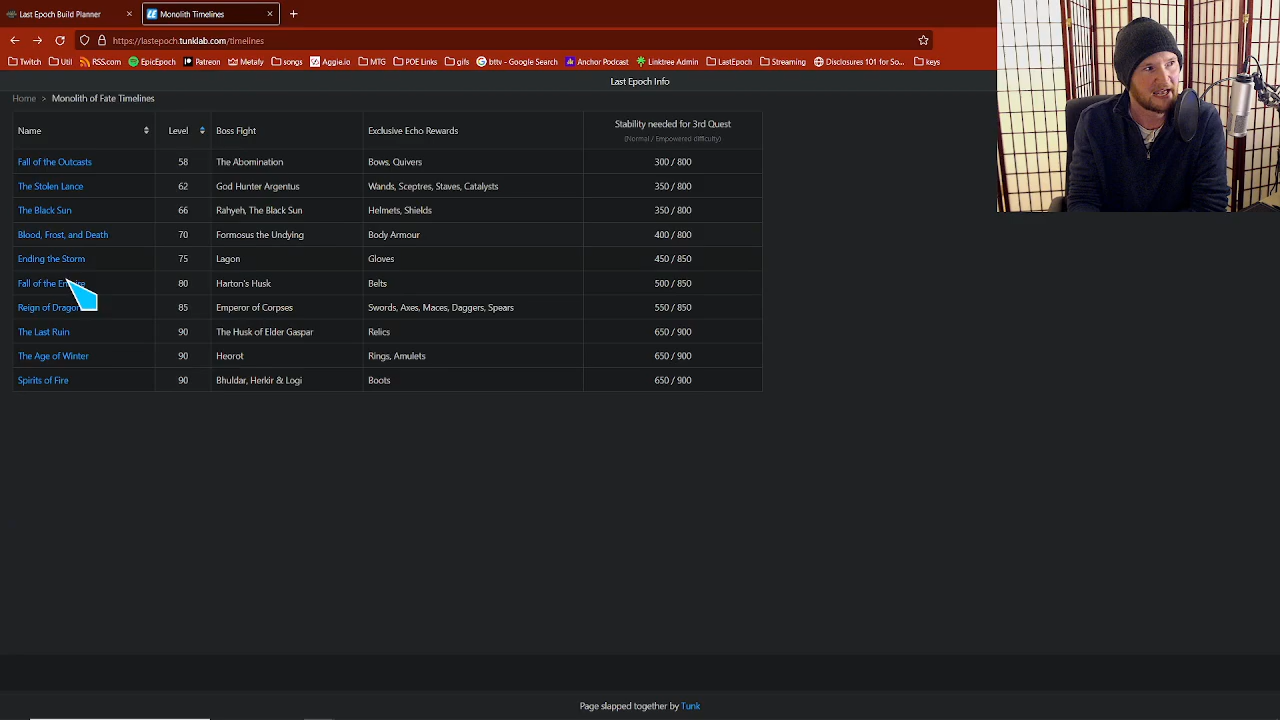 Last Epoch Build Planner
Monolith Timelines
https://lastepoch.tunklab.com/timelines
Twitch Util RSS.com EpicEpoch Patreon Metafy songs Aggie.io MTG POE Links gifs bttv - Google Search Anchor Podcast LastEpoch Linktree Admin Streaming Disclosures 101 for So... keys
Last Epoch Info
Home > Monolith of Fate Timelines
Name Level Boss Fight Exclusive Echo Rewards Stability needed for 3rd Quest
(Normal / Empowered difficulty)
Fall of the Outcasts 58 The Abomination Bows, Quivers 300 / 800
The Stolen Lance 62 God Hunter Argentus Wands, Sceptres, Staves, Catalysts 350 / 800
The Black Sun 66 Rahyeh, The Black Sun Helmets, Shields 350 / 800
Blood, Frost, and Death 70 Formosus the Undying Body Armour 400 / 800
Ending the Storm 75 Lagon Gloves 450 / 850
Fall of the Empire 80 Harton's Husk Belts 500 / 850
Reign of Dragons 85 Emperor of Corpses Swords, Axes, Maces, Daggers, Spears 550 / 850
The Last Ruin 90 The Husk of Elder Gaspar Relics 650 / 900
The Age of Winter 90 Heorot Rings, Amulets 650 / 900
Spirits of Fire 90 Bhuldar, Herkir & Logi Boots 650 / 900
Page slapped together by Tunk